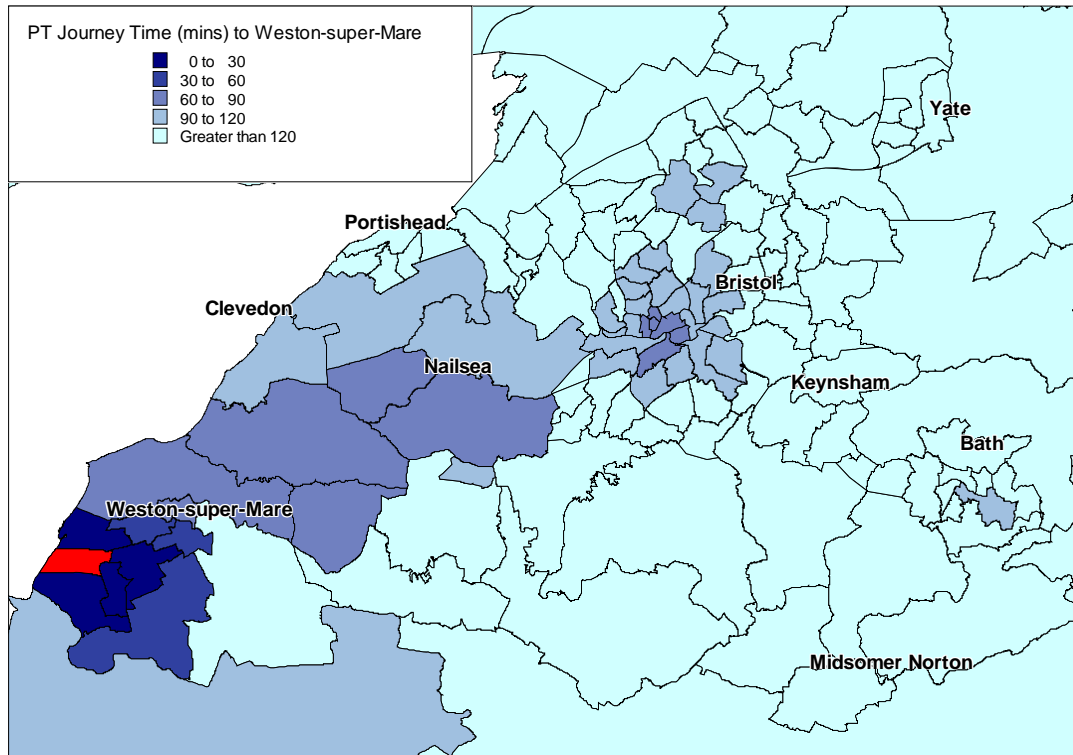 PT Journey Time (mins) to Weston-super-Mare
0 to 30
30 to 60
60 to 90
90 to 120
Greater than 120
Yate
Portishead
Bristol
Clevedon
Nailsea
Keynsham
Bath
Weston-super-Mare
Midsomer Norton